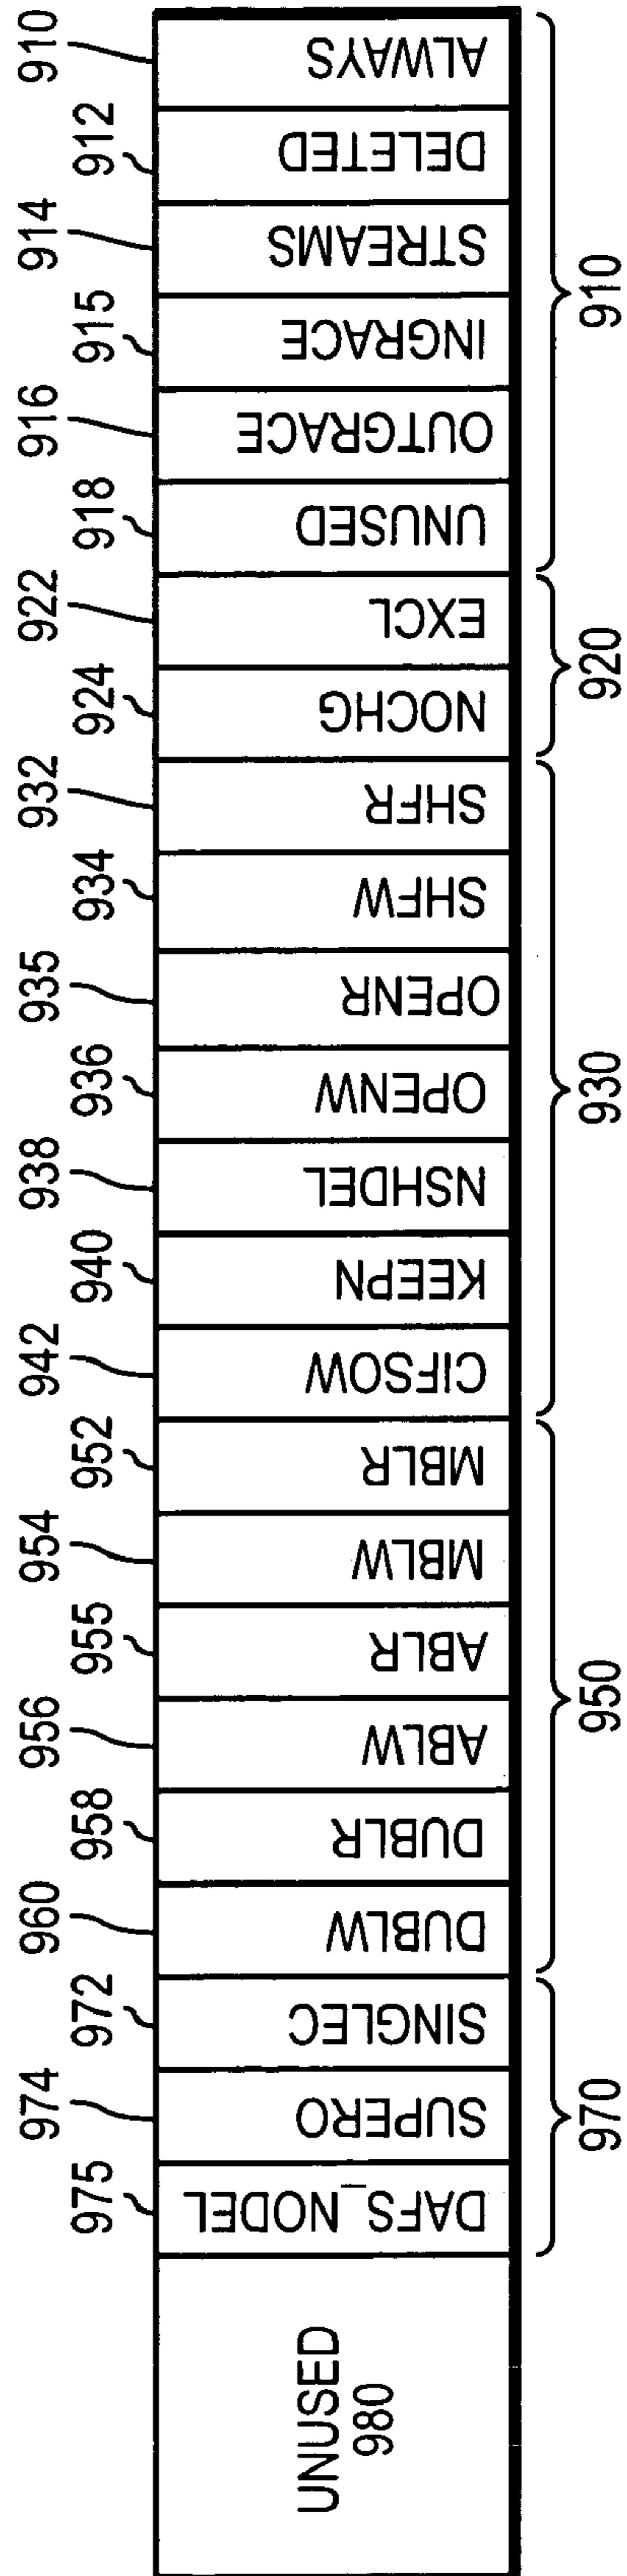 910 ALWAYS
912 DELETED
914 STREAMS
915 INGRACE
916 OUTGRACE
918 UNUSED
910
922 EXCL
924 NOCHG
920
932 SHFR
934 SHFW
935 OPENR
936 OPENW
938 NSHDEL
940 KEEPN
942 CIFSOW
930
952 MBLR
954 MBLW
955 ABLR
956 ABLW
958 DUBLR
960 DUBLW
950
972 SINGLEC
974 SUPERO
975 DAFS_NODEL
970
UNUSED
980